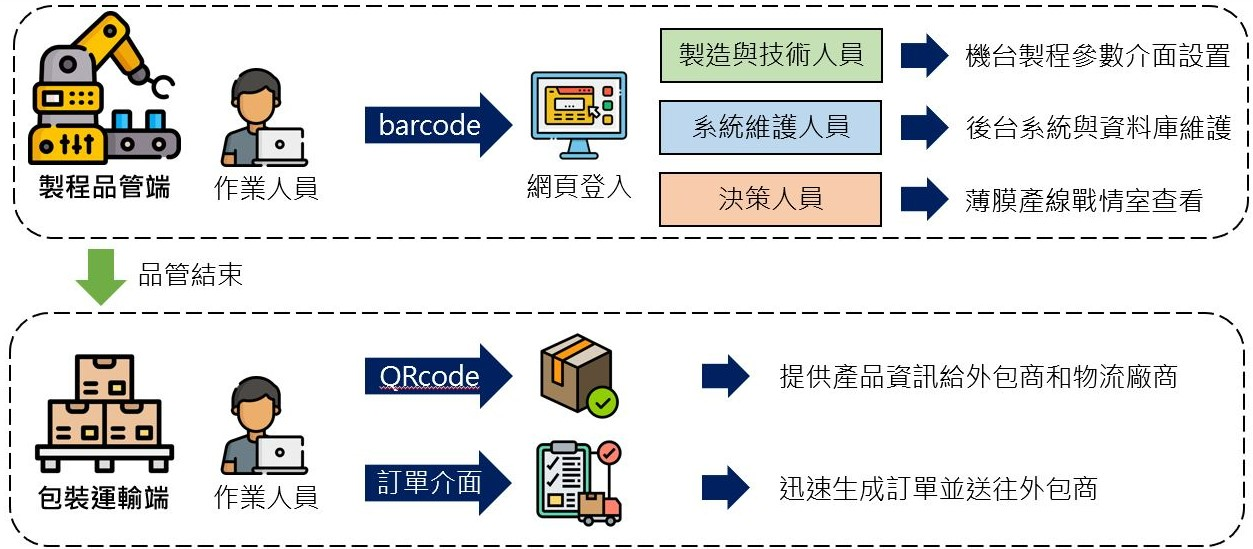 製造與技術人員
機台製程參數介面設置
barcode
系統維護人員
後台系統與資料庫維護
製程品管端
作業人員
網頁登入
決策人員
薄膜產線戰情室查看
品管結束
QRcode
提供產品資訊給外包商和物流廠商
包裝運輸端
作業人員
訂單介面
迅速生成訂單並送往外包商